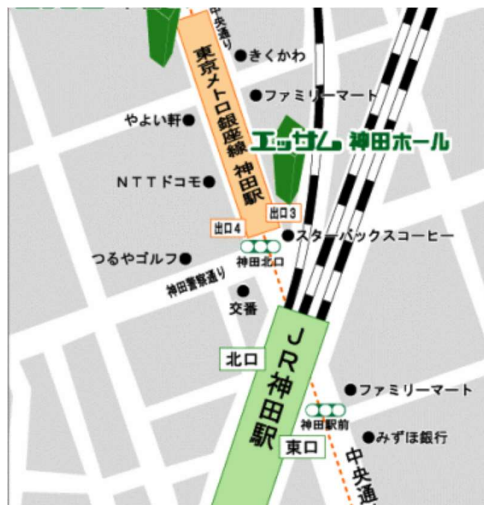 中央通り
きくかわ
東京メトロ銀座線 神田駅
ファミリーマート
やよい軒
エッサム 神田ホール
NTTドコモ
出口3
出口4
スターバックスコーヒー
神田北口
つるやゴルフ
神田警察通り
交番
JR神田駅
北口
ファミリーマート
神田駅前
みずほ銀行
東口
中央通